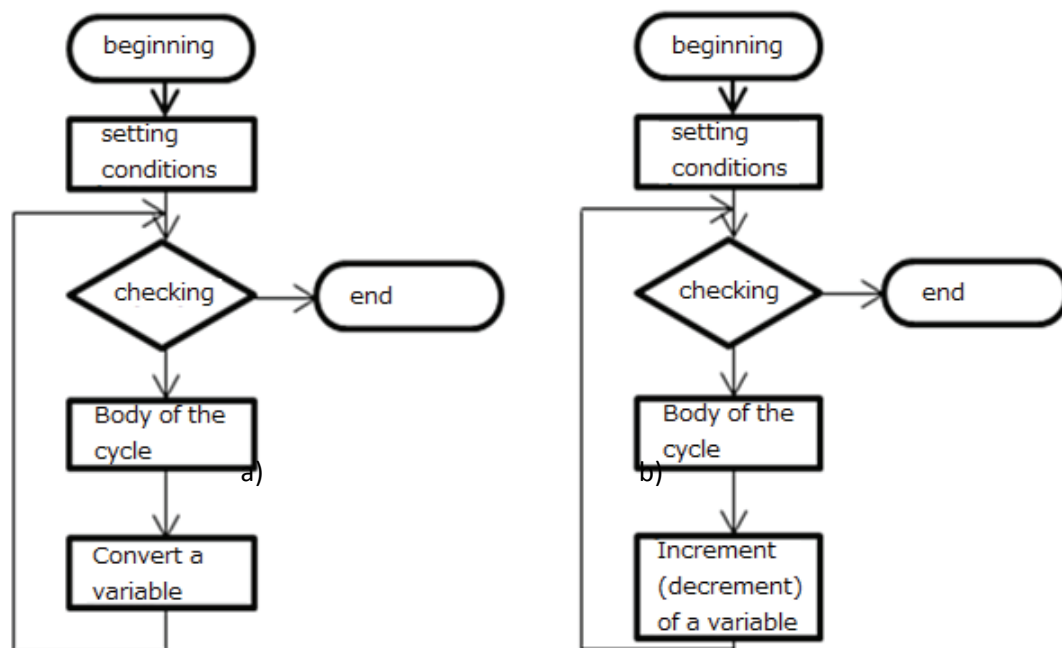 beginning
setting
conditions
checking
end
Body of the
cycle
a)
Convert a
variable
beginning
setting
conditions
checking
end
Body of the
cycle
b)
Increment
(decrement)
of a variable